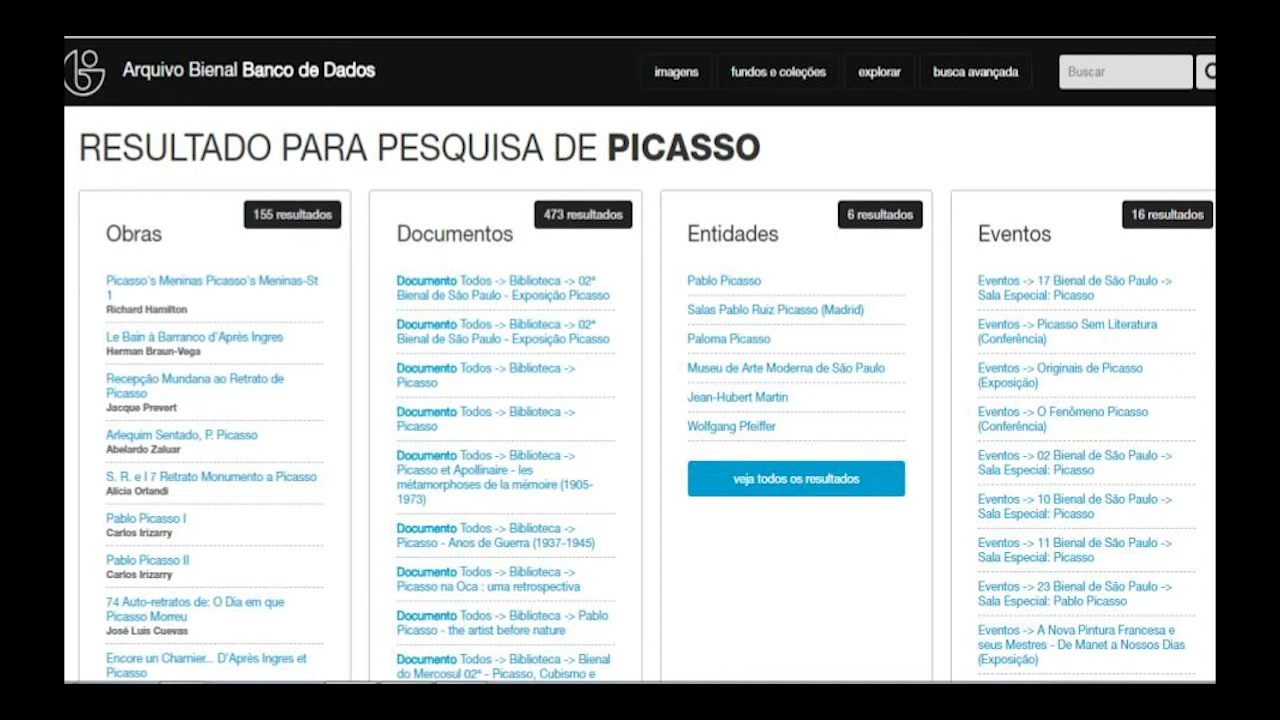 Arquivo Bienal Banco de Dados
imagens
fundos e coleções
explorar
busca avançada
Buscar
RESULTADO PARA PESQUISA DE PICASSO
155 resultados
Obras
Picasso's Meninas Picasso's Meninas-St
1
Richard Hamilton
Le Bain à Barranco d'Après Ingres
Herman Braun-Vega
Recepção Mundana ao Retrato de
Picasso
Jacque Prevert
Arlequim Sentado, P. Picasso
Abelardo Zaluar
S. R. e l 7 Retrato Monumento a Picasso
Alicia Orlandi
Pablo Picasso I
Carlos Irizarry
Pablo Picasso II
Carlos Irizarry
74 Auto-retratos de: O Dia em que
Picasso Morreu
José Luis Cuevas
Encore un Charnier... D'Après Ingres et
Picasso
473 resultados
Documentos
Documento Todos -> Biblioteca -> 02ª
Bienal de São Paulo - Exposição Picasso
Documento Todos -> Biblioteca -> 02ª
Bienal de São Paulo - Exposição Picasso
Documento Todos -> Biblioteca ->
Picasso
Documento Todos -> Biblioteca ->
Picasso
Documento Todos -> Biblioteca ->
Picasso et Apollinaire - les
métamorphoses de la mémoire (1905-
1973)
Documento Todos -> Biblioteca ->
Picasso - Anos de Guerra (1937-1945)
Documento Todos -> Biblioteca ->
Picasso na Oca : uma retrospectiva
Documento Todos -> Biblioteca -> Pablo
Picasso - the artist before nature
Documento Todos -> Biblioteca -> Bienal
do Mercosul 02ª - Picasso, Cubismo e
6 resultados
Entidades
Pablo Picasso
Salas Pablo Ruiz Picasso (Madrid)
Paloma Picasso
Museu de Arte Moderna de São Paulo
Jean-Hubert Martin
Wolfgang Pfeiffer
veja todos os resultados
16 resultados
Eventos
Eventos -> 17 Bienal de São Paulo ->
Sala Especial: Picasso
Eventos -> Picasso Sem Literatura
(Conferência)
Eventos -> Originais de Picasso
(Exposição)
Eventos -> O Fenômeno Picasso
(Conferência)
Eventos -> 02 Bienal de São Paulo ->
Sala Especial: Picasso
Eventos -> 10 Bienal de São Paulo ->
Sala Especial: Picasso
Eventos -> 11 Bienal de São Paulo ->
Sala Especial: Picasso
Eventos -> 23 Bienal de São Paulo ->
Sala Especial: Pablo Picasso
Eventos -> A Nova Pintura Francesa e
seus Mestres - De Manet a Nossos Dias
(Exposição)